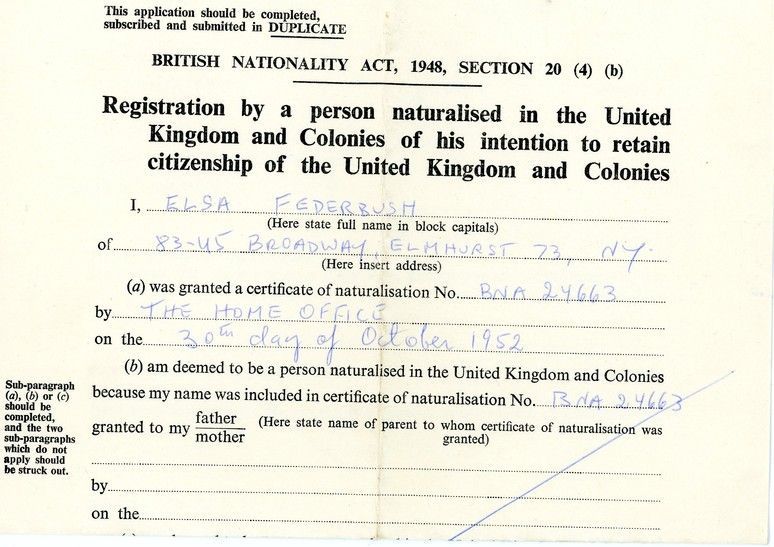 This application should be completed,
subscribed and submitted in DUPLICATE
BRITISH NATIONALITY ACT, 1948, SECTION 20 (4) (b)
Registration by a person naturalised in the United
Kingdom and Colonies of his intention to retain
citizenship of the United Kingdom and Colonies
I, ELSA FEDERBUSH
(Here state full name in block capitals)
of 83-45 BROADWAY, ELMHURST 73, NY.
(Here insert address)
(a) was granted a certificate of naturalisation No. BNA 24663
by THE HOME OFFICE
on the 30th day of October 1952
(b) am deemed to be a person naturalised in the United Kingdom and Colonies
because my name was included in certificate of naturalisation No. BNA 24663
granted to my father
mother
(Here state name of parent to whom certificate of naturalisation was
granted)
by
on the
Sub-paragraph
(a), (b) or (c)
should be
completed,
and the two
sub-paragraphs
which do not
apply should
be struck out.